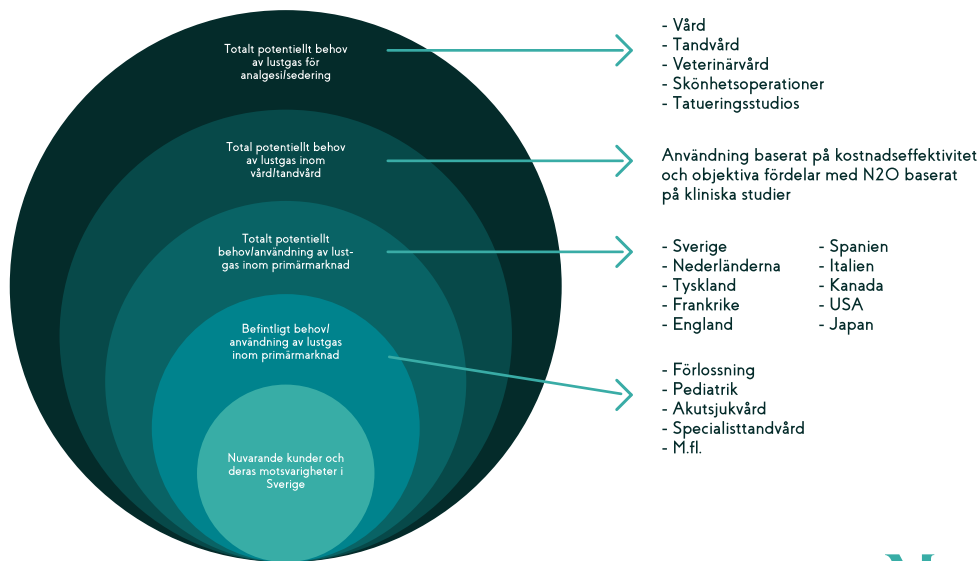 Totalt potentiellt behov
av lustgas för
analgesi/sedering
- Vård
- Tandvård
- Veterinärvård
- Skönhetsoperationer
- Tatueringsstudios
Total potentiellt behov
av lustgas inom
vård/tandvård
Användning baserat på kostnadseffektivitet
och objektiva fördelar med N2O baserat
på kliniska studier
Totalt potentiellt
behov/användning av lust-
gas inom primärmarknad
- Sverige
- Nederländerna
- Tyskland
- Frankrike
- England
- Spanien
- Italien
- Kanada
- USA
- Japan
Befintligt behov/
användning av lustgas
inom primärmarknad
- Förlossning
- Pediatrik
- Akutsjukvård
- Specialisttandvård
- M.fl.
Nuvarande kunder och
deras motsvarigheter i
Sverige